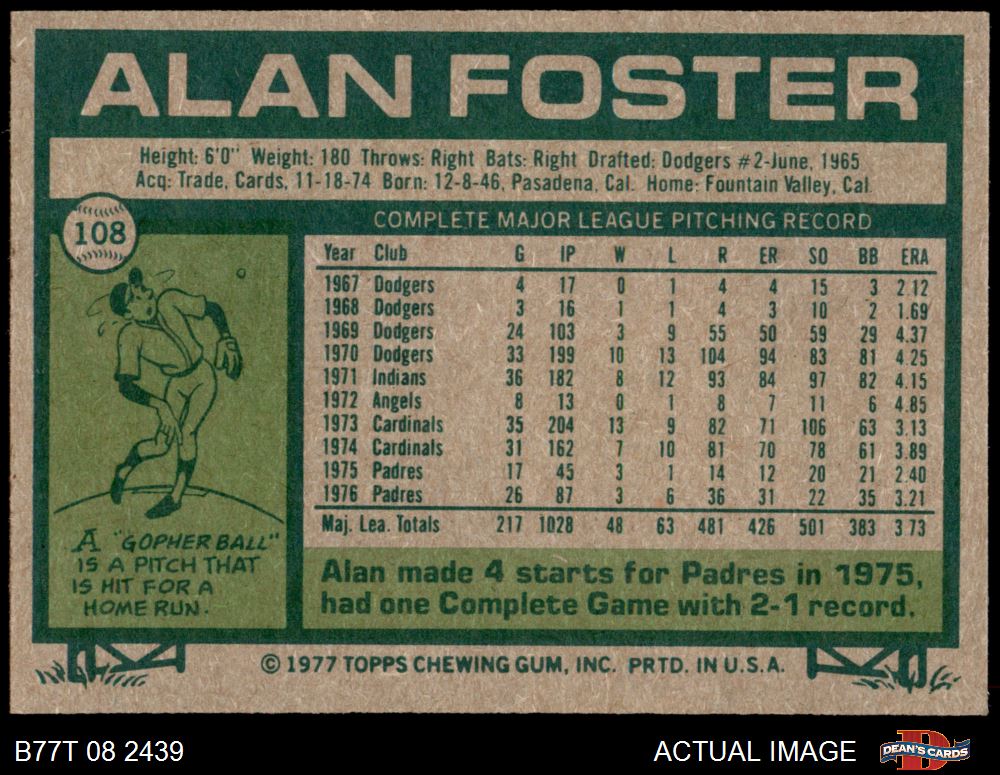 ALAN FOSTER
Height: 6'0" Weight: 180 Throws: Right Bats: Right Drafted: Dodgers #2-June, 1965
Acq: Trade, Cards, 11-18-74 Born: 12-8-46, Pasadena, Cal. Home: Fountain Valley, Cal.
108
COMPLETE MAJOR LEAGUE PITCHING RECORD
Year Club G IP W L R ER SO BB ERA
1967 Dodgers 4 17 0 1 4 4 15 3 2.12
1968 Dodgers 3 16 1 1 4 3 10 2 1.69
1969 Dodgers 24 103 3 9 55 50 59 29 4.37
1970 Dodgers 33 199 10 13 104 94 83 81 4.25
1971 Indians 36 182 8 12 93 84 97 82 4.15
1972 Angels 8 13 0 1 8 7 11 6 4.85
1973 Cardinals 35 204 13 9 82 71 106 63 3.13
1974 Cardinals 31 162 7 10 81 70 78 61 3.89
1975 Padres 17 45 3 1 14 12 20 21 2.40
1976 Padres 26 87 3 6 36 31 22 35 3.21
Maj. Lea. Totals 217 1028 48 63 481 426 501 383 3.73
A "GOPHER BALL"
IS A PITCH THAT
IS HIT FOR A
HOME RUN.
Alan made 4 starts for Padres in 1975,
had one Complete Game with 2-1 record.
© 1977 TOPPS CHEWING GUM, INC. PRTD. IN U.S.A.
B77T 08 2439
ACTUAL IMAGE
DEAN'S CARDS